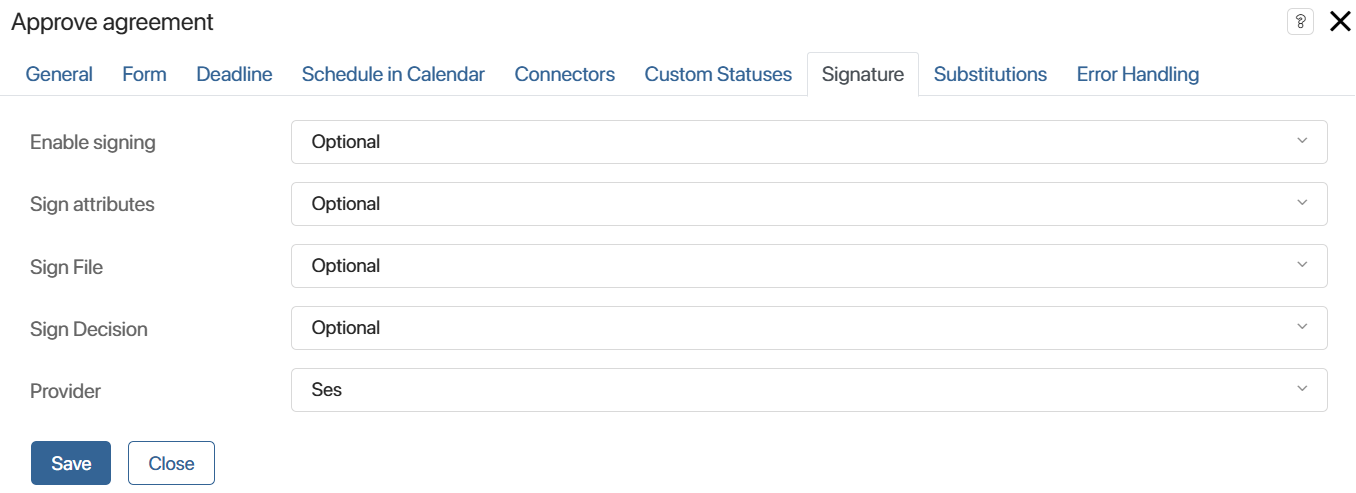 Approve agreement ?
General Form Deadline Schedule in Calendar Connectors Custom Statuses Signature Substitutions Error Handling
Enable signing Optional
Sign attributes Optional
Sign File Optional
Sign Decision Optional
Provider Ses
Save Close